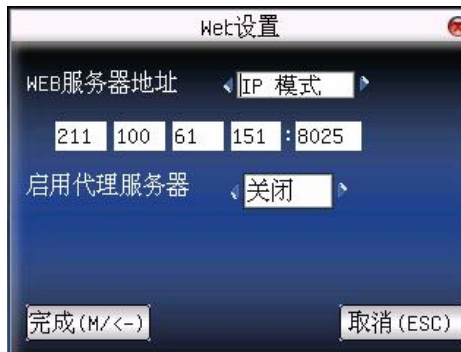 Web设置
WEB服务器地址 IP 模式
211 100 61 151 :8025
启用代理服务器 关闭
完成(M/<-) 取消(ESC)